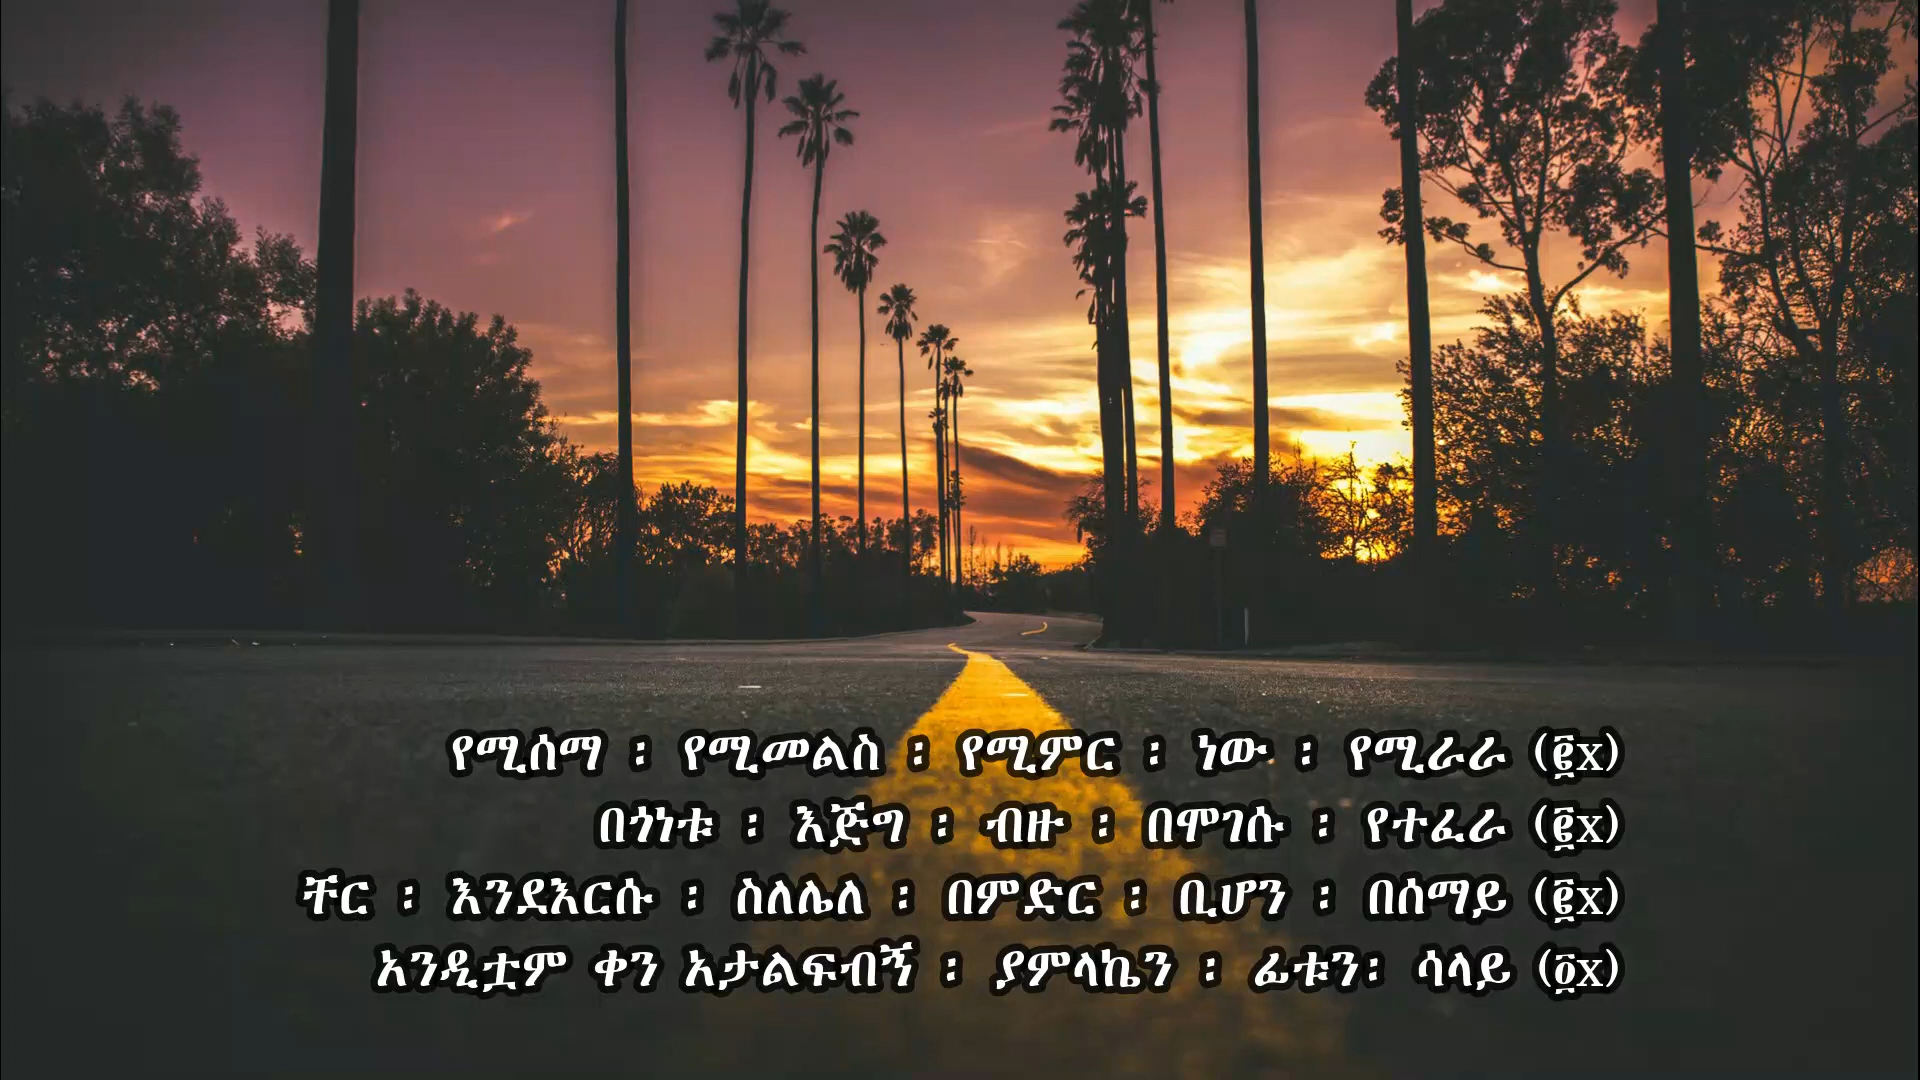 የሚሰማ ፡ የሚመልስ ፡ የሚምር ፡ ነው ፡ የሚራራ (፪x)
በጎነቱ ፡ እጅግ ፡ ብዙ ፡ በሞገሱ ፡ የተፈራ (፪x)
ቸር ፡ እንደእርሱ ፡ ስለሌለ ፡ በምድር ፡ ቢሆን ፡ በሰማይ (፪x)
አንዲቷም ቀን አታልፍብኝ ፡ ያምላኬን ፡ ፊቱን፡ ሳላይ (፩x)